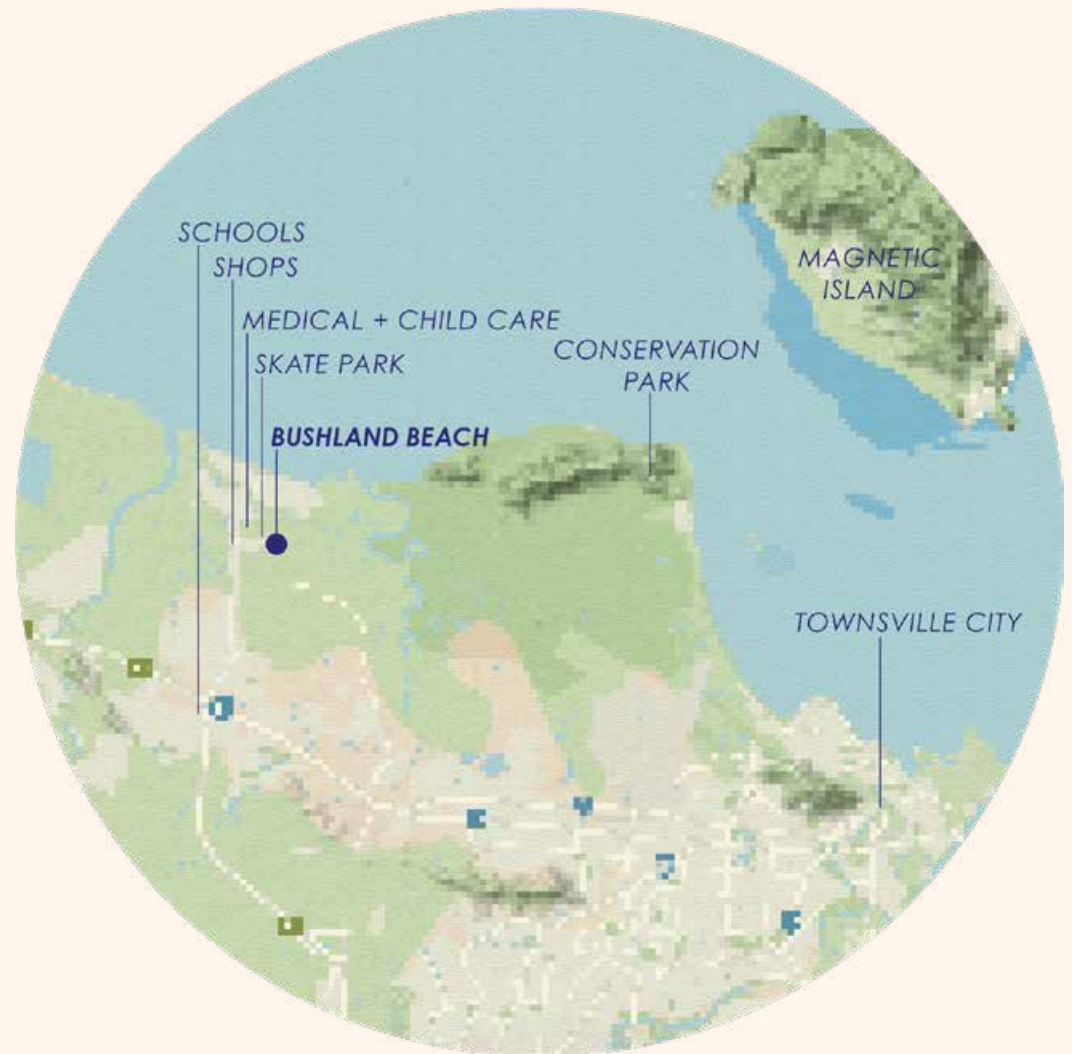 SCHOOLS
SHOPS
MEDICAL + CHILD CARE
SKATE PARK
BUSHLAND BEACH
CONSERVATION
PARK
MAGNETIC
ISLAND
TOWNSVILLE CITY